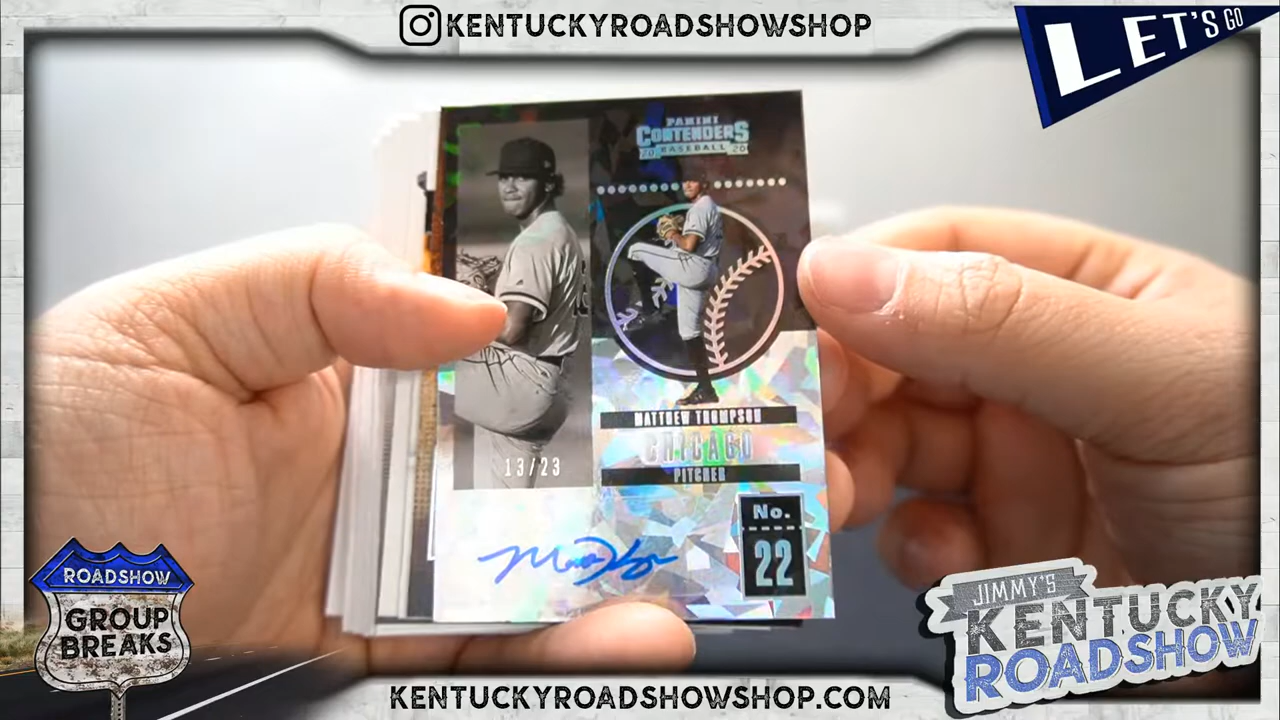 KENTUCKYROADSHOWSHOP
LET'S GO
PANINI
CONTENDERS
20 BASEBALL 20
MATTHEW THOMPSON
CHICAGO
PITCHER
13/23
No.
22
ROADSHOW
GROUP
BREAKS
JIMMY'S
KENTUCKY
ROADSHOW
KENTUCKYROADSHOWSHOP.COM